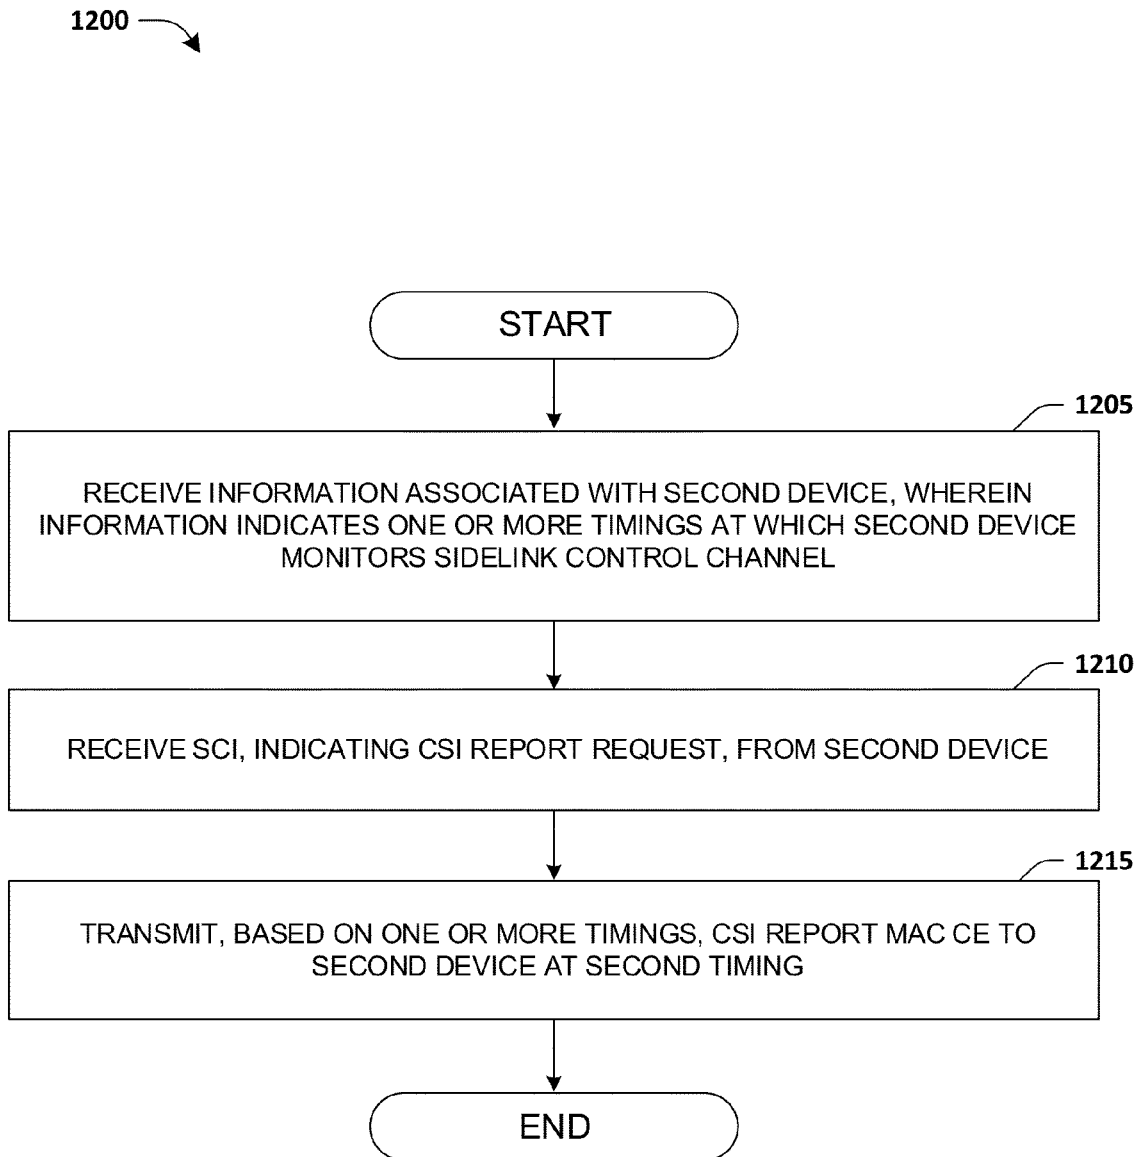 1200
START
1205
RECEIVE INFORMATION ASSOCIATED WITH SECOND DEVICE, WHEREIN
INFORMATION INDICATES ONE OR MORE TIMINGS AT WHICH SECOND DEVICE
MONITORS SIDELINK CONTROL CHANNEL
1210
RECEIVE SCI, INDICATING CSI REPORT REQUEST, FROM SECOND DEVICE
1215
TRANSMIT, BASED ON ONE OR MORE TIMINGS, CSI REPORT MAC CE TO
SECOND DEVICE AT SECOND TIMING
END